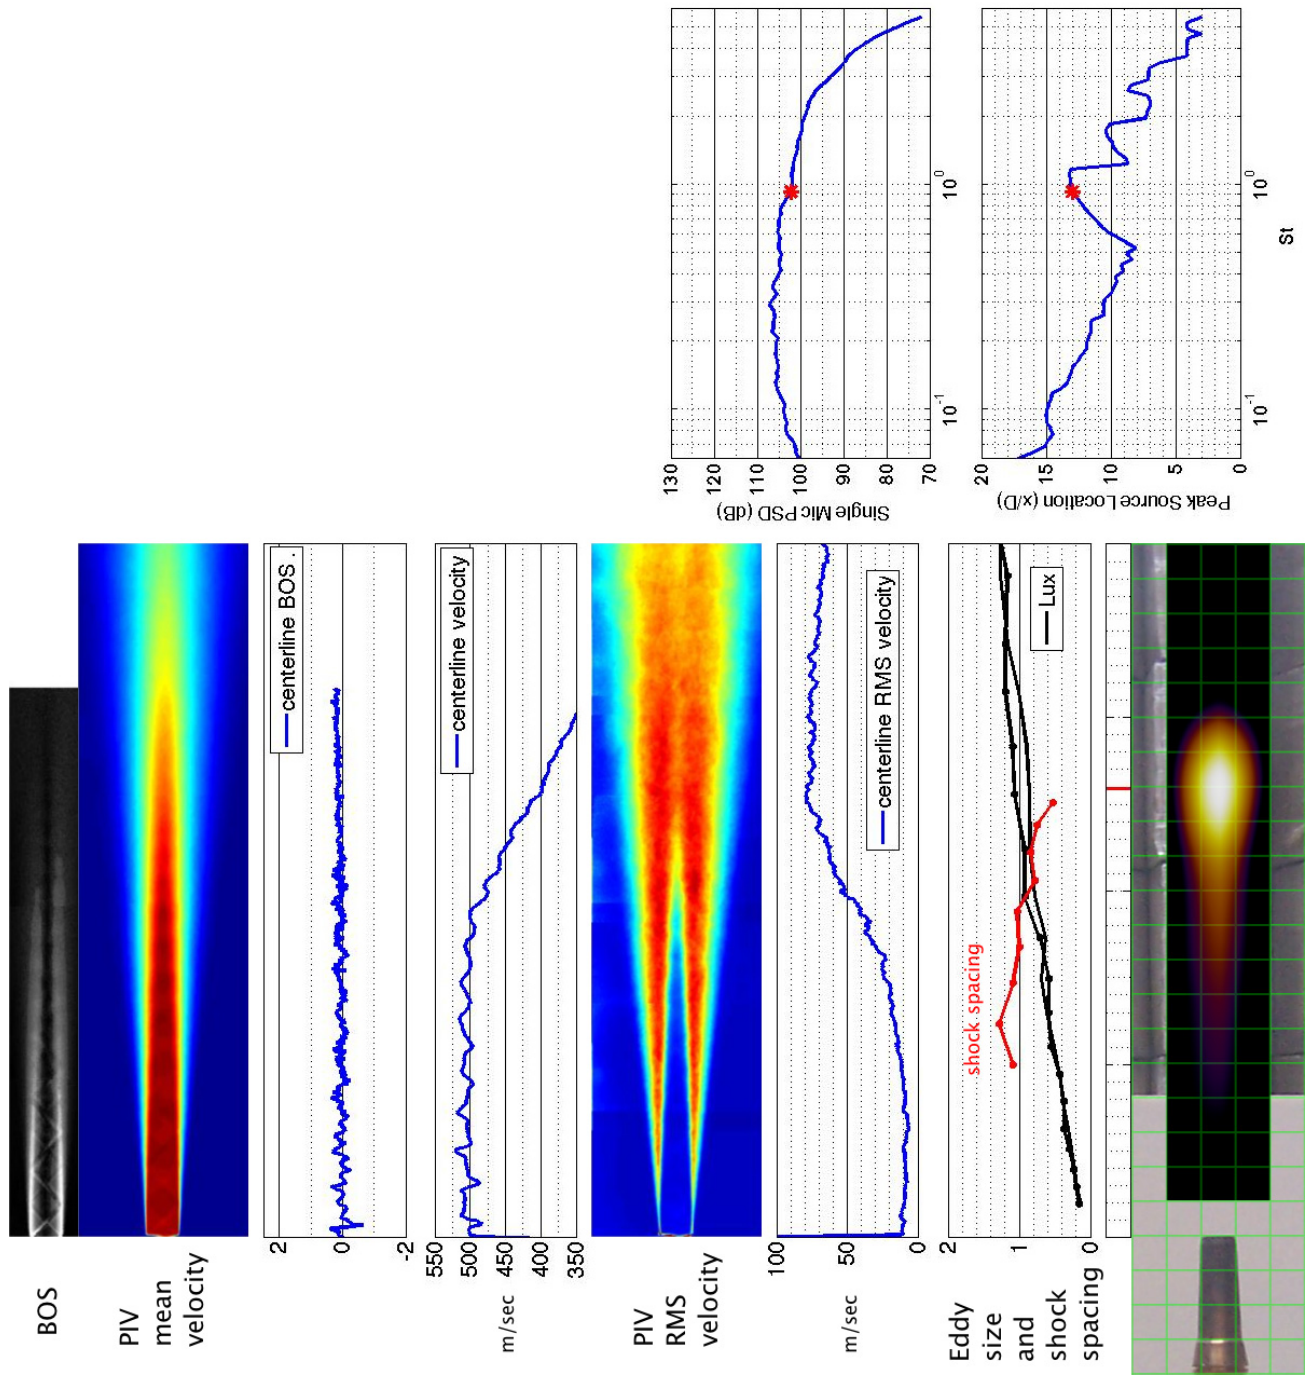 BOS
PIV
mean
velocity
centerline BOS .
2
0
-2
centerline velocity
550
500
450
400
350
m/sec
PIV
RMS
velocity
centerline RMS velocity
100
50
0
m/sec
Eddy
size
and
shock
spacing
2
1
0
shock spacing
Lux
130
120
110
100
90
80
70
Single Mic PSD (dB)
10^-1
10^0
20
15
10
5
0
Peak Source Location (x/D)
10^-1
10^0
St